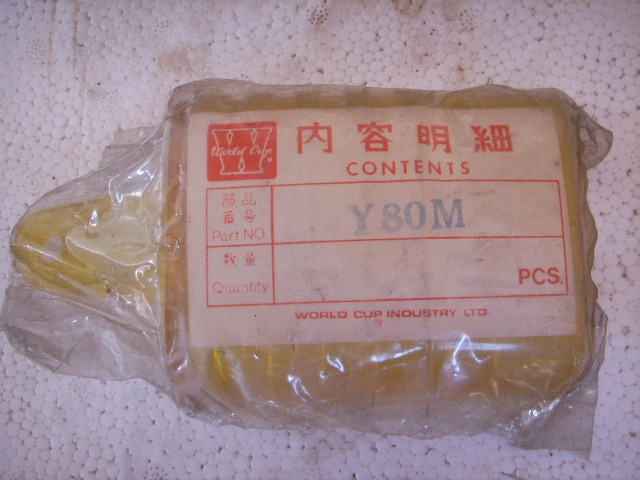 World Cup
內容明細
CONTENTS
部品
番号
Part NO.
Y80M
数量
Quantity
PCS.
WORLD CUP INDUSTRY LTD.